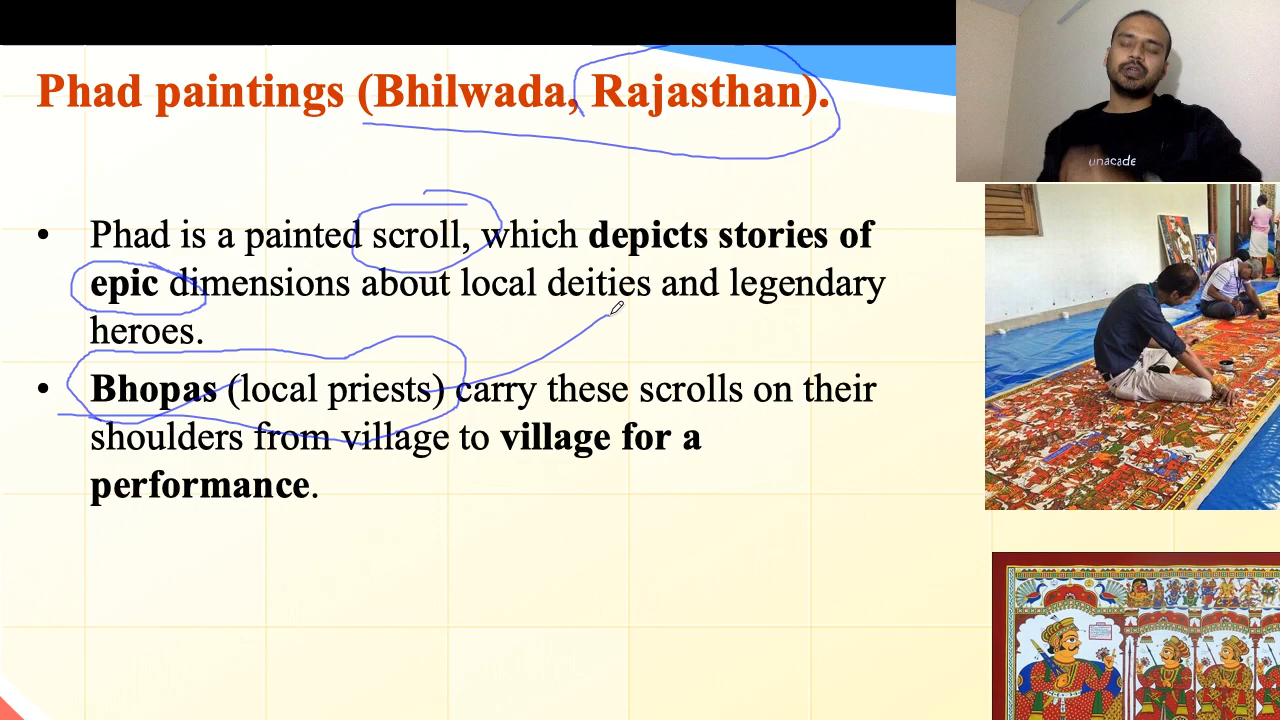 Phad paintings (Bhilwada, Rajasthan).
unacade
• Phad is a painted scroll, which depicts stories of
epic dimensions about local deities and legendary
heroes.
• Bhopas (local priests) carry these scrolls on their
shoulders from village to village for a
performance.